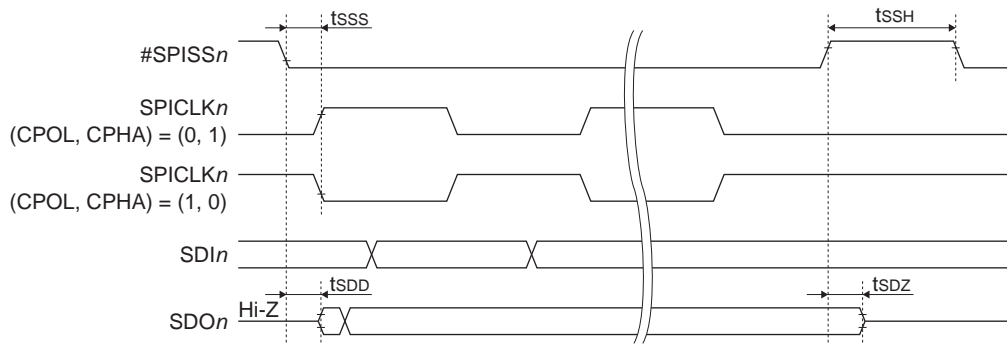 tSSS
tSSH
#SPISSn
SPICLKn
(CPOL, CPHA) = (0, 1)
SPICLKn
(CPOL, CPHA) = (1, 0)
SDIn
tSDD
tSDZ
Hi-Z
SDOn